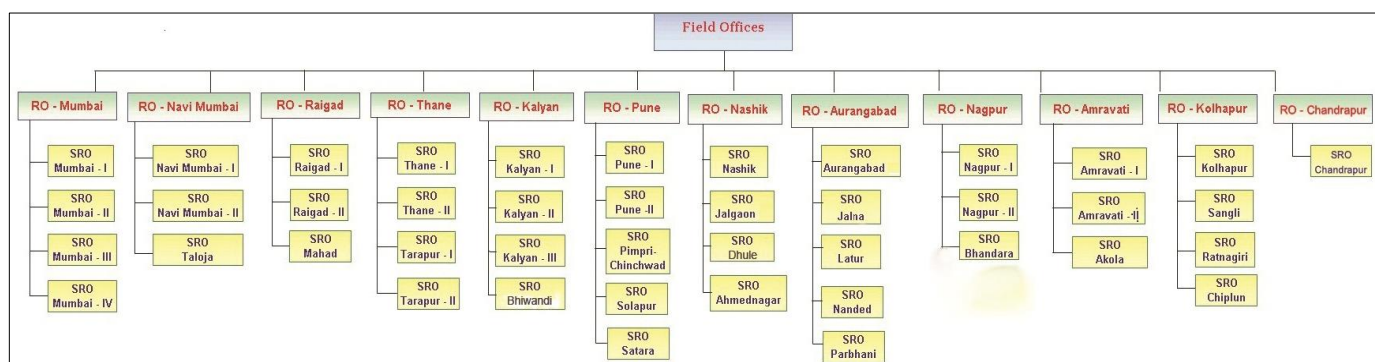 Field Offices
RO - Mumbai
SRO
Mumbai - I
SRO
Mumbai - II
SRO
Mumbai - III
SRO
Mumbai - IV
RO - Navi Mumbai
SRO
Navi Mumbai - I
SRO
Navi Mumbai - II
SRO
Taloja
RO - Raigad
SRO
Raigad - I
SRO
Raigad - II
SRO
Mahad
RO - Thane
SRO
Thane - I
SRO
Thane - II
SRO
Tarapur - I
SRO
Tarapur - II
RO - Kalyan
SRO
Kalyan - I
SRO
Kalyan - II
SRO
Kalyan - III
SRO
Bhiwandi
RO - Pune
SRO
Pune - I
SRO
Pune -II
SRO
Pimpri-
Chinchwad
SRO
Solapur
SRO
Satara
RO - Nashik
SRO
Nashik
SRO
Jalgaon
SRO
Dhule
SRO
Ahmednagar
RO - Aurangabad
SRO
Aurangabad
SRO
Jalna
SRO
Latur
SRO
Nanded
SRO
Parbhani
RO - Nagpur
SRO
Nagpur - I
SRO
Nagpur - II
SRO
Bhandara
RO - Amravati
SRO
Amravati - I
SRO
Amravati -II
SRO
Akola
RO - Kolhapur
SRO
Kolhapur
SRO
Sangli
SRO
Ratnagiri
SRO
Chiplun
RO - Chandrapur
SRO
Chandrapur